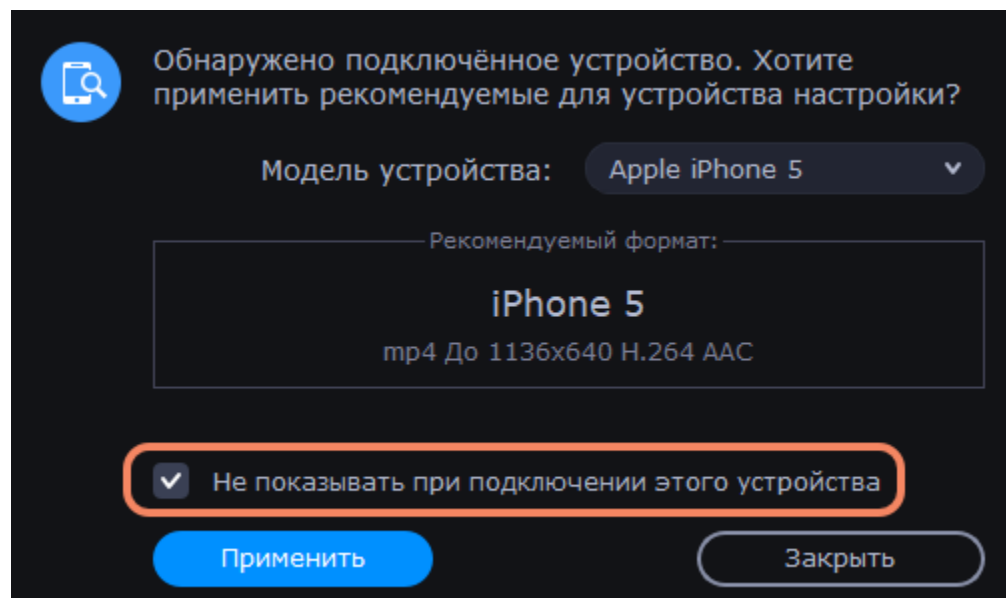 Обнаружено подключённое устройство. Хотите
применить рекомендуемые для устройства настройки?
Модель устройства: Apple iPhone 5
Рекомендуемый формат:
iPhone 5
mp4 До 1136x640 H.264 AAC
Не показывать при подключении этого устройства
Применить Закрыть